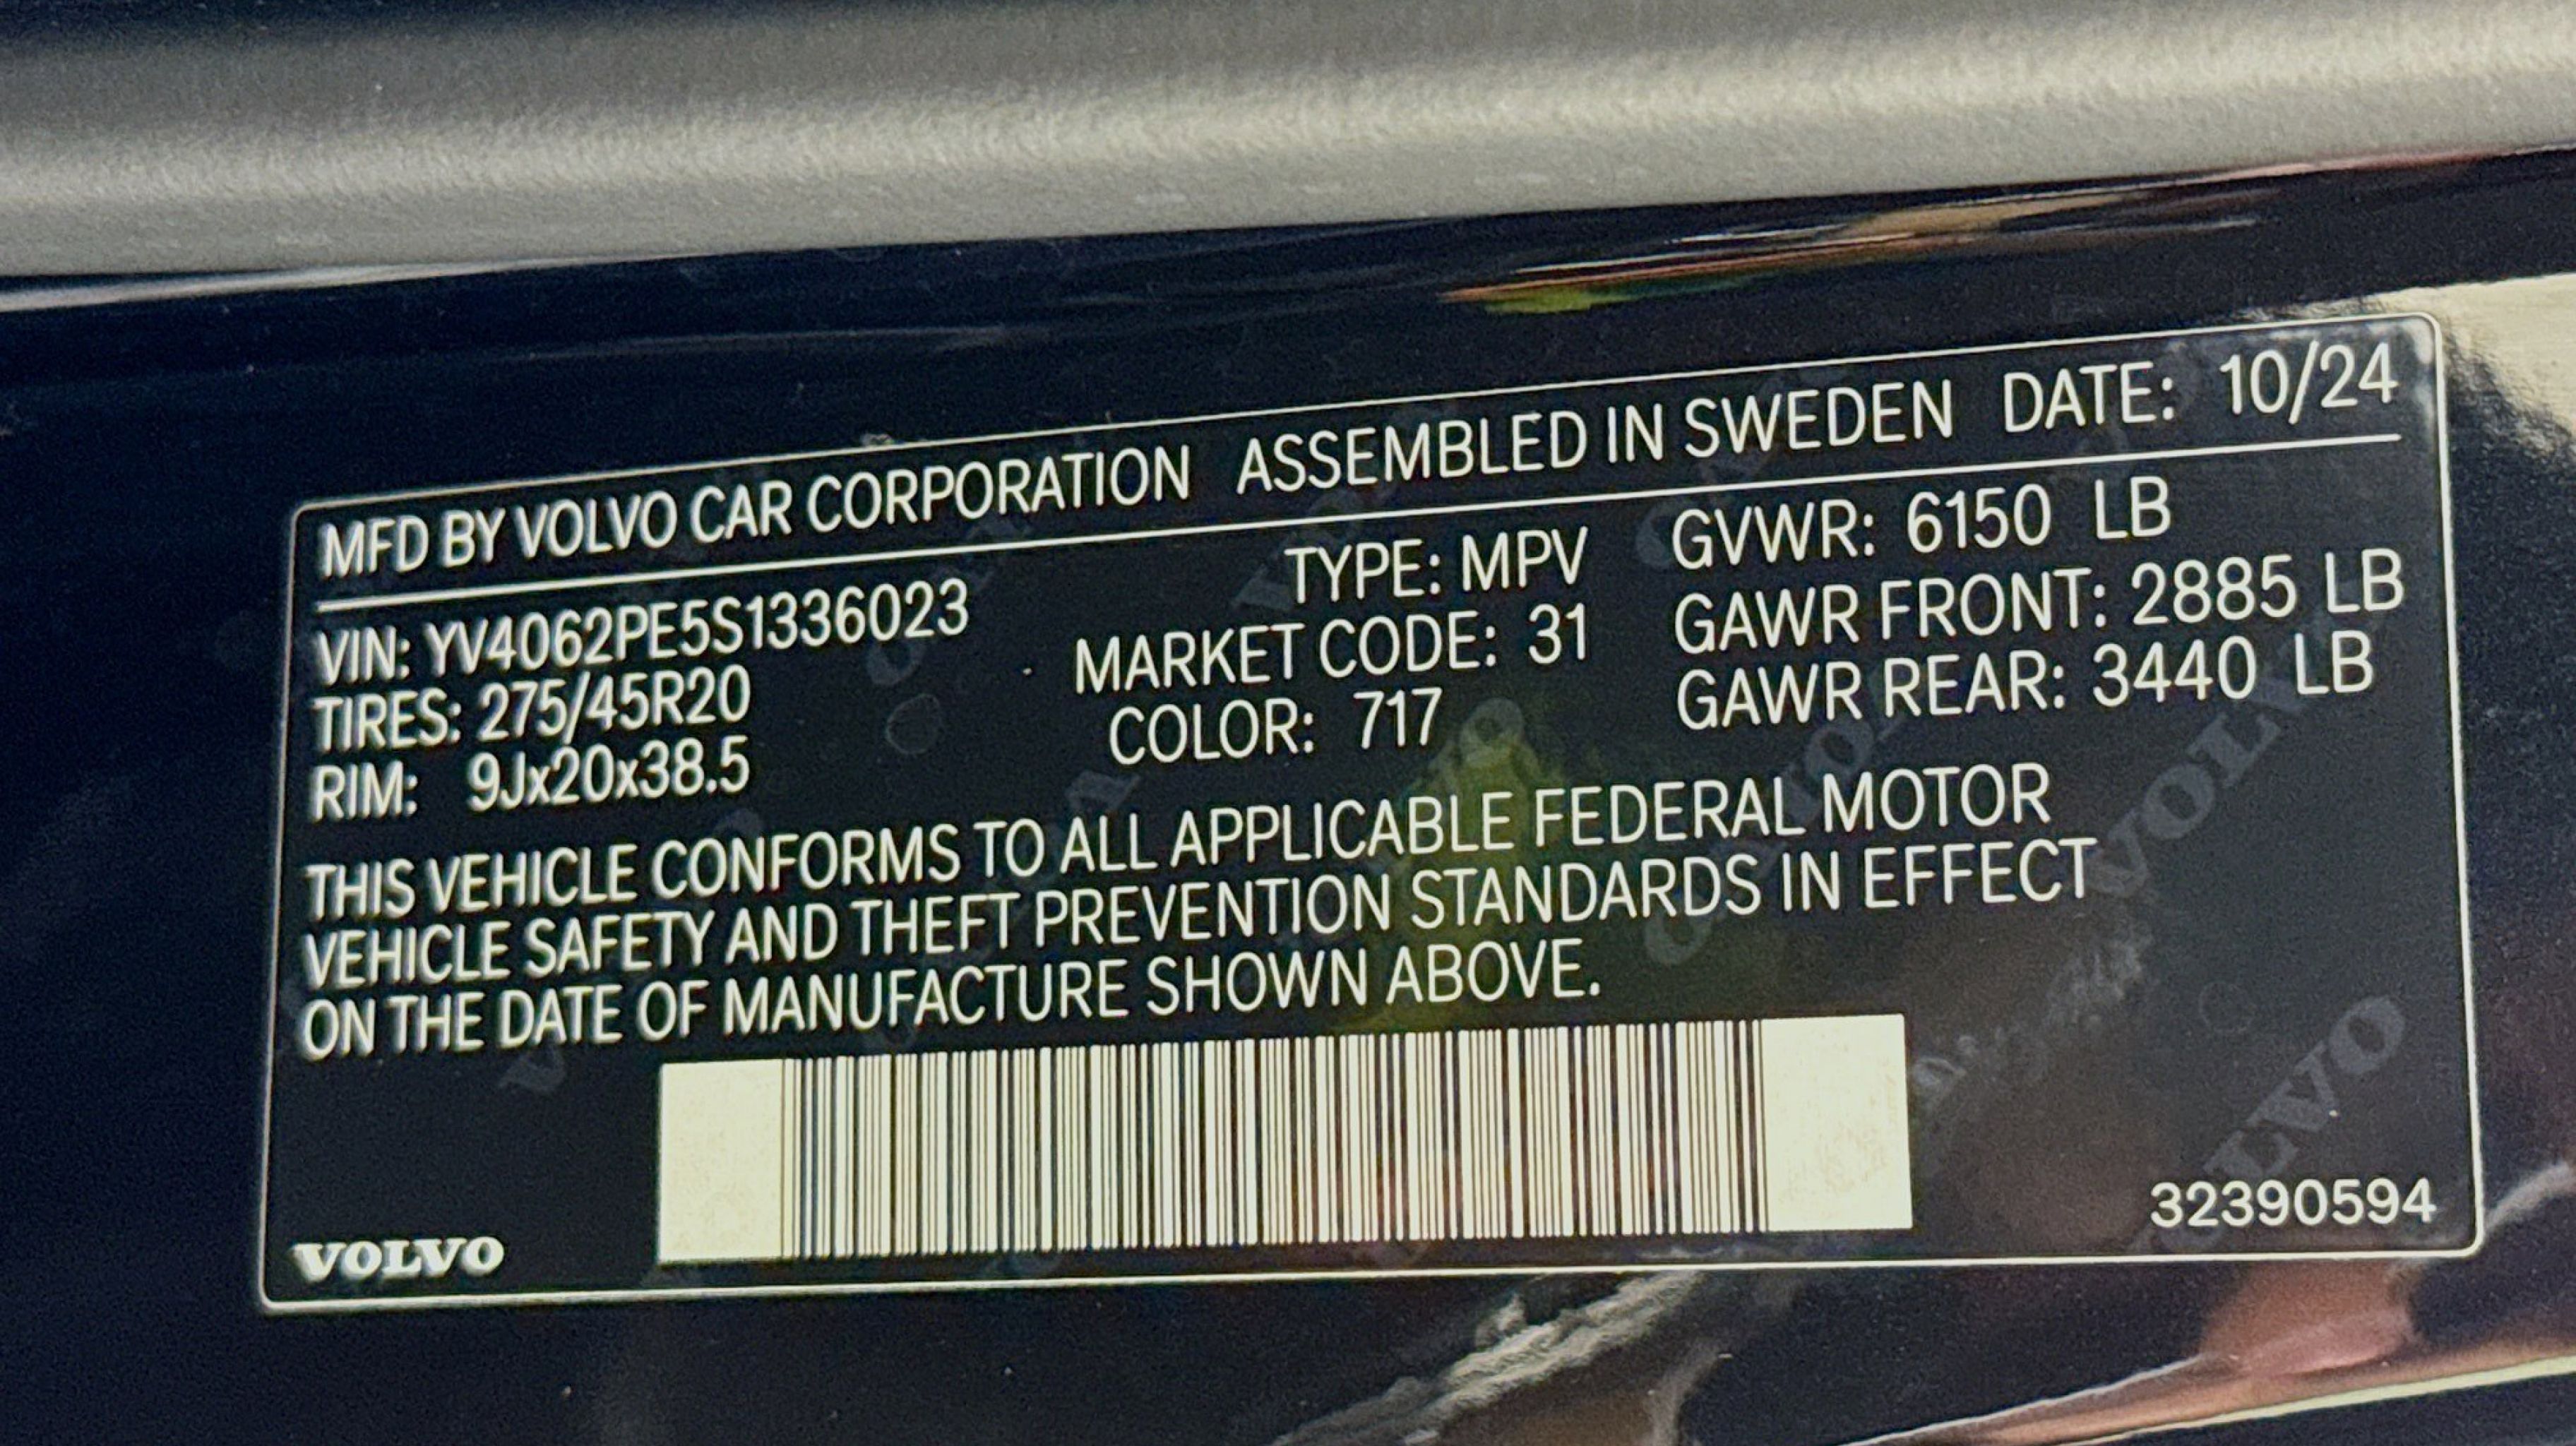 MFD BY VOLVO CAR CORPORATION ASSEMBLED IN SWEDEN DATE: 10/24
VIN: YV4062PE5S1336023 TYPE: MPV GVWR: 6150 LB
TIRES: 275/45R20 MARKET CODE: 31 GAWR FRONT: 2885 LB
RIM: 9Jx20x38.5 COLOR: 717 GAWR REAR: 3440 LB
THIS VEHICLE CONFORMS TO ALL APPLICABLE FEDERAL MOTOR
VEHICLE SAFETY AND THEFT PREVENTION STANDARDS IN EFFECT
ON THE DATE OF MANUFACTURE SHOWN ABOVE.
VOLVO 32390594